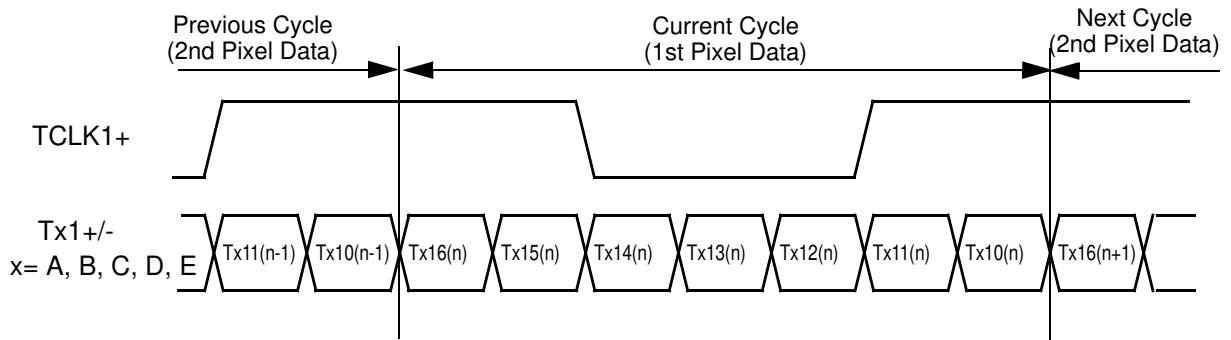 Previous Cycle
(2nd Pixel Data)
Current Cycle
(1st Pixel Data)
Next Cycle
(2nd Pixel Data)
TCLK1+
Tx1+/-
x= A, B, C, D, E
Tx11(n-1)
Tx10(n-1)
Tx16(n)
Tx15(n)
Tx14(n)
Tx13(n)
Tx12(n)
Tx11(n)
Tx10(n)
Tx16(n+1)